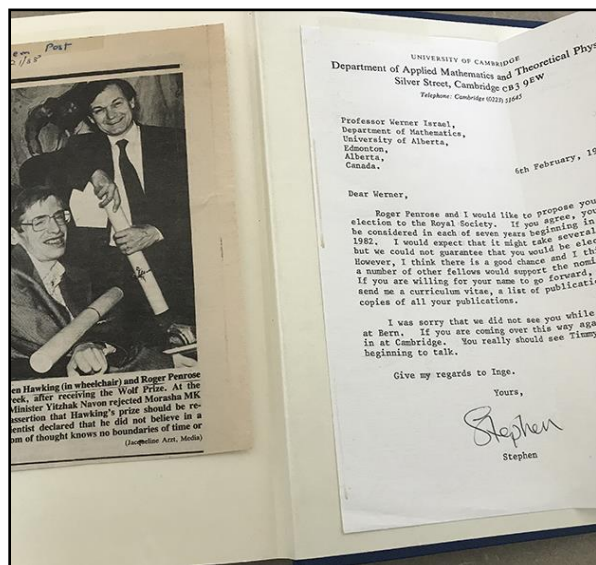 Post
en Hawking (in wheelchair) and Roger Penrose
eek, after receiving the Wolf Prize. At the
Minister Yitzhak Navon rejected Morasha MK
assertion that Hawking's prize should be re-
ientist declared that he did not believe in a
om of thought knows no boundaries of time or
(Jacqueline Arzt, Media)
UNIVERSITY OF CAMBRIDGE
Department of Applied Mathematics and Theoretical Phys
Silver Street, Cambridge CB3 9EW
Telephone: Cambridge (0223) 51645
Professor Werner Israel,
Department of Mathematics,
University of Alberta,
Edmonton,
Alberta,
Canada.
6th February, 19
Dear Werner,
Roger Penrose and I would like to propose you
election to the Royal Society. If you agree, you
be considered in each of seven years beginning in
1982. I would expect that it might take several
but we could not guarantee that you would be elec
However, I think there is a good chance and I thi
a number of other fellows would support the nomi
If you are willing for your name to go forward,
send me a curriculum vitae, a list of publicatio
copies of all your publications.
I was sorry that we did not see you while
at Bern. If you are coming over this way aga
in at Cambridge. You really should see Timmy
beginning to talk.
Give my regards to Inge.
Yours,
Stephen
Stephen